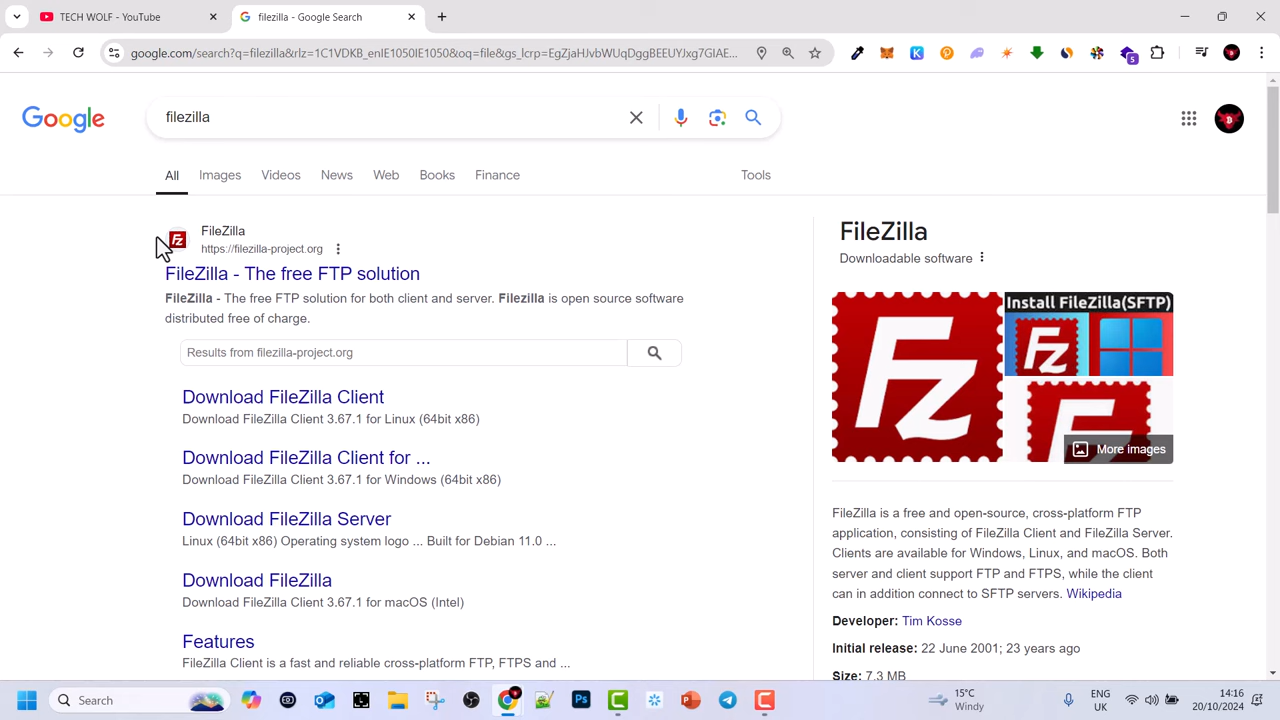 TECH WOLF - YouTube
filezilla - Google Search
google.com/search?q=filezilla&rlz=1C1VDKB_enIE1050IE1050&oq=file&gs_lcrp=EgZjaHJvbWUqDggBEEUYJxg7GIAE...
5
Google
filezilla
All
Images
Videos
News
Web
Books
Finance
Tools
FileZilla
https://filezilla-project.org
FileZilla - The free FTP solution
FileZilla - The free FTP solution for both client and server. Filezilla is open source software
distributed free of charge.
Results from filezilla-project.org
Download FileZilla Client
Download FileZilla Client 3.67.1 for Linux (64bit x86)
Download FileZilla Client for ...
Download FileZilla Client 3.67.1 for Windows (64bit x86)
Download FileZilla Server
Linux (64bit x86) Operating system logo ... Built for Debian 11.0 ...
Download FileZilla
Download FileZilla Client 3.67.1 for macOS (Intel)
Features
FileZilla Client is a fast and reliable cross-platform FTP, FTPS and ...
FileZilla
Downloadable software
Fz
Install FileZilla(SFTP)
Fz
More images
FileZilla is a free and open-source, cross-platform FTP
application, consisting of FileZilla Client and FileZilla Server.
Clients are available for Windows, Linux, and macOS. Both
server and client support FTP and FTPS, while the client
can in addition connect to SFTP servers. Wikipedia
Developer: Tim Kosse
Initial release: 22 June 2001; 23 years ago
Size: 7.3 MB
Search
Ps
15°C
Windy
ENG
UK
14:16
20/10/2024